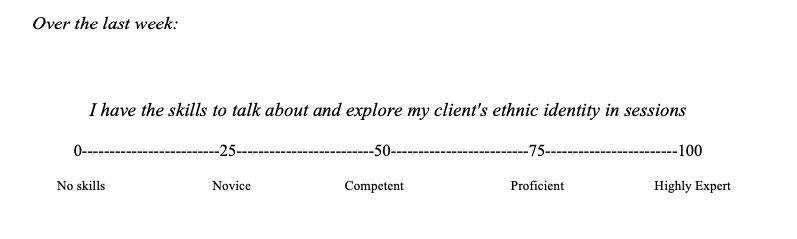 Over the last week:
I have the skills to talk about and explore my client's ethnic identity in sessions
0-------------------------25-------------------------50-------------------------75------------------------100
No skills Novice Competent Proficient Highly Expert